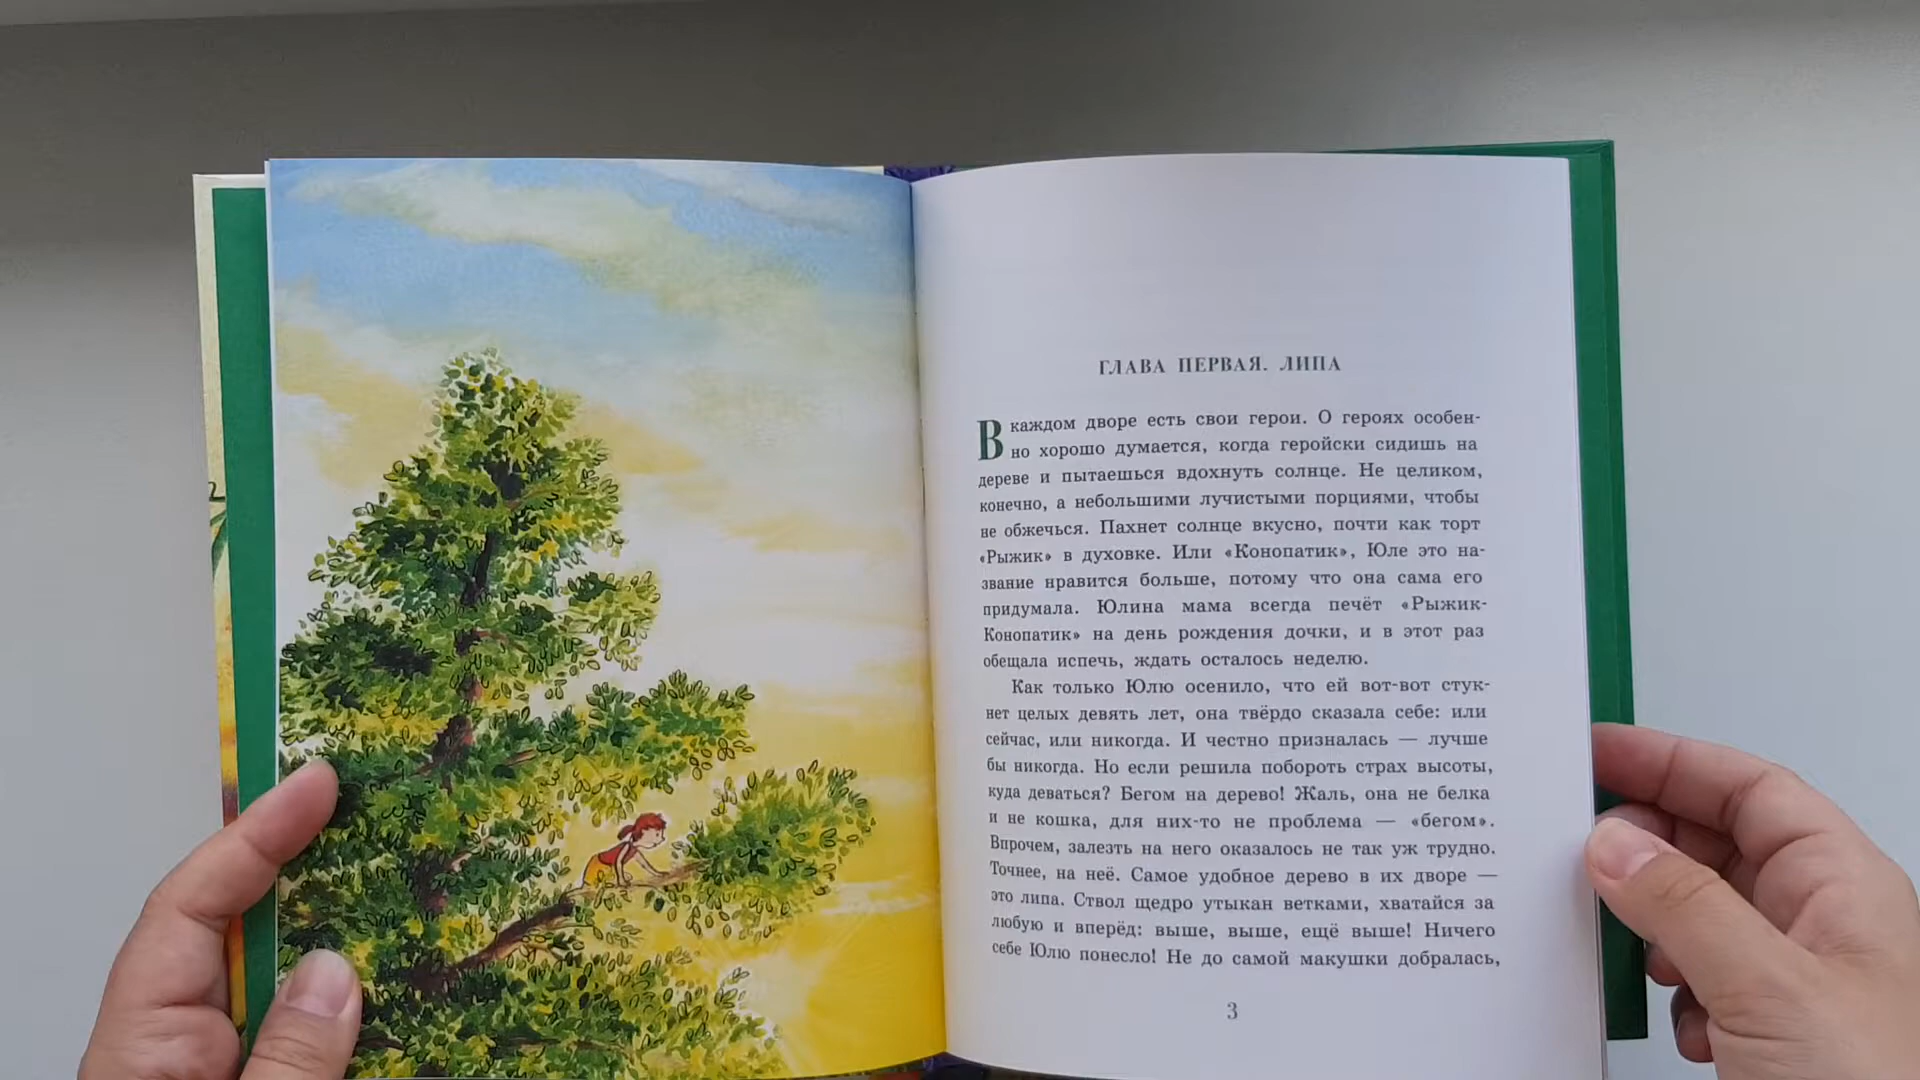 ГЛАВА ПЕРВАЯ. ЛИПА
В каждом дворе есть свои герои. О героях особен-
но хорошо думается, когда геройски сидишь на
дереве и пытаешься вдохнуть солнце. Не целиком,
конечно, а небольшими лучистыми порциями, чтобы
не обжечься. Пахнет солнце вкусно, почти как торт
«Рыжик» в духовке. Или «Конопатик», Юле это на-
звание нравится больше, потому что она сама его
придумала. Юлина мама всегда печёт «Рыжик-
Конопатик» на день рождения дочки, и в этот раз
обещала испечь, ждать осталось неделю.
Как только Юлю осенило, что ей вот-вот стук-
нет целых девять лет, она твёрдо сказала себе: или
сейчас, или никогда. И честно призналась — лучше
бы никогда. Но если решила побороть страх высоты,
куда деваться? Бегом на дерево! Жаль, она не белка
и не кошка, для них-то не проблема — «бегом».
Впрочем, залезть на него оказалось не так уж трудно.
Точнее, на неё. Самое удобное дерево в их дворе —
это липа. Ствол щедро утыкан ветками, хватайся за
любую и вперёд: выше, выше, ещё выше! Ничего
себе Юлю понесло! Не до самой макушки добралась,
3